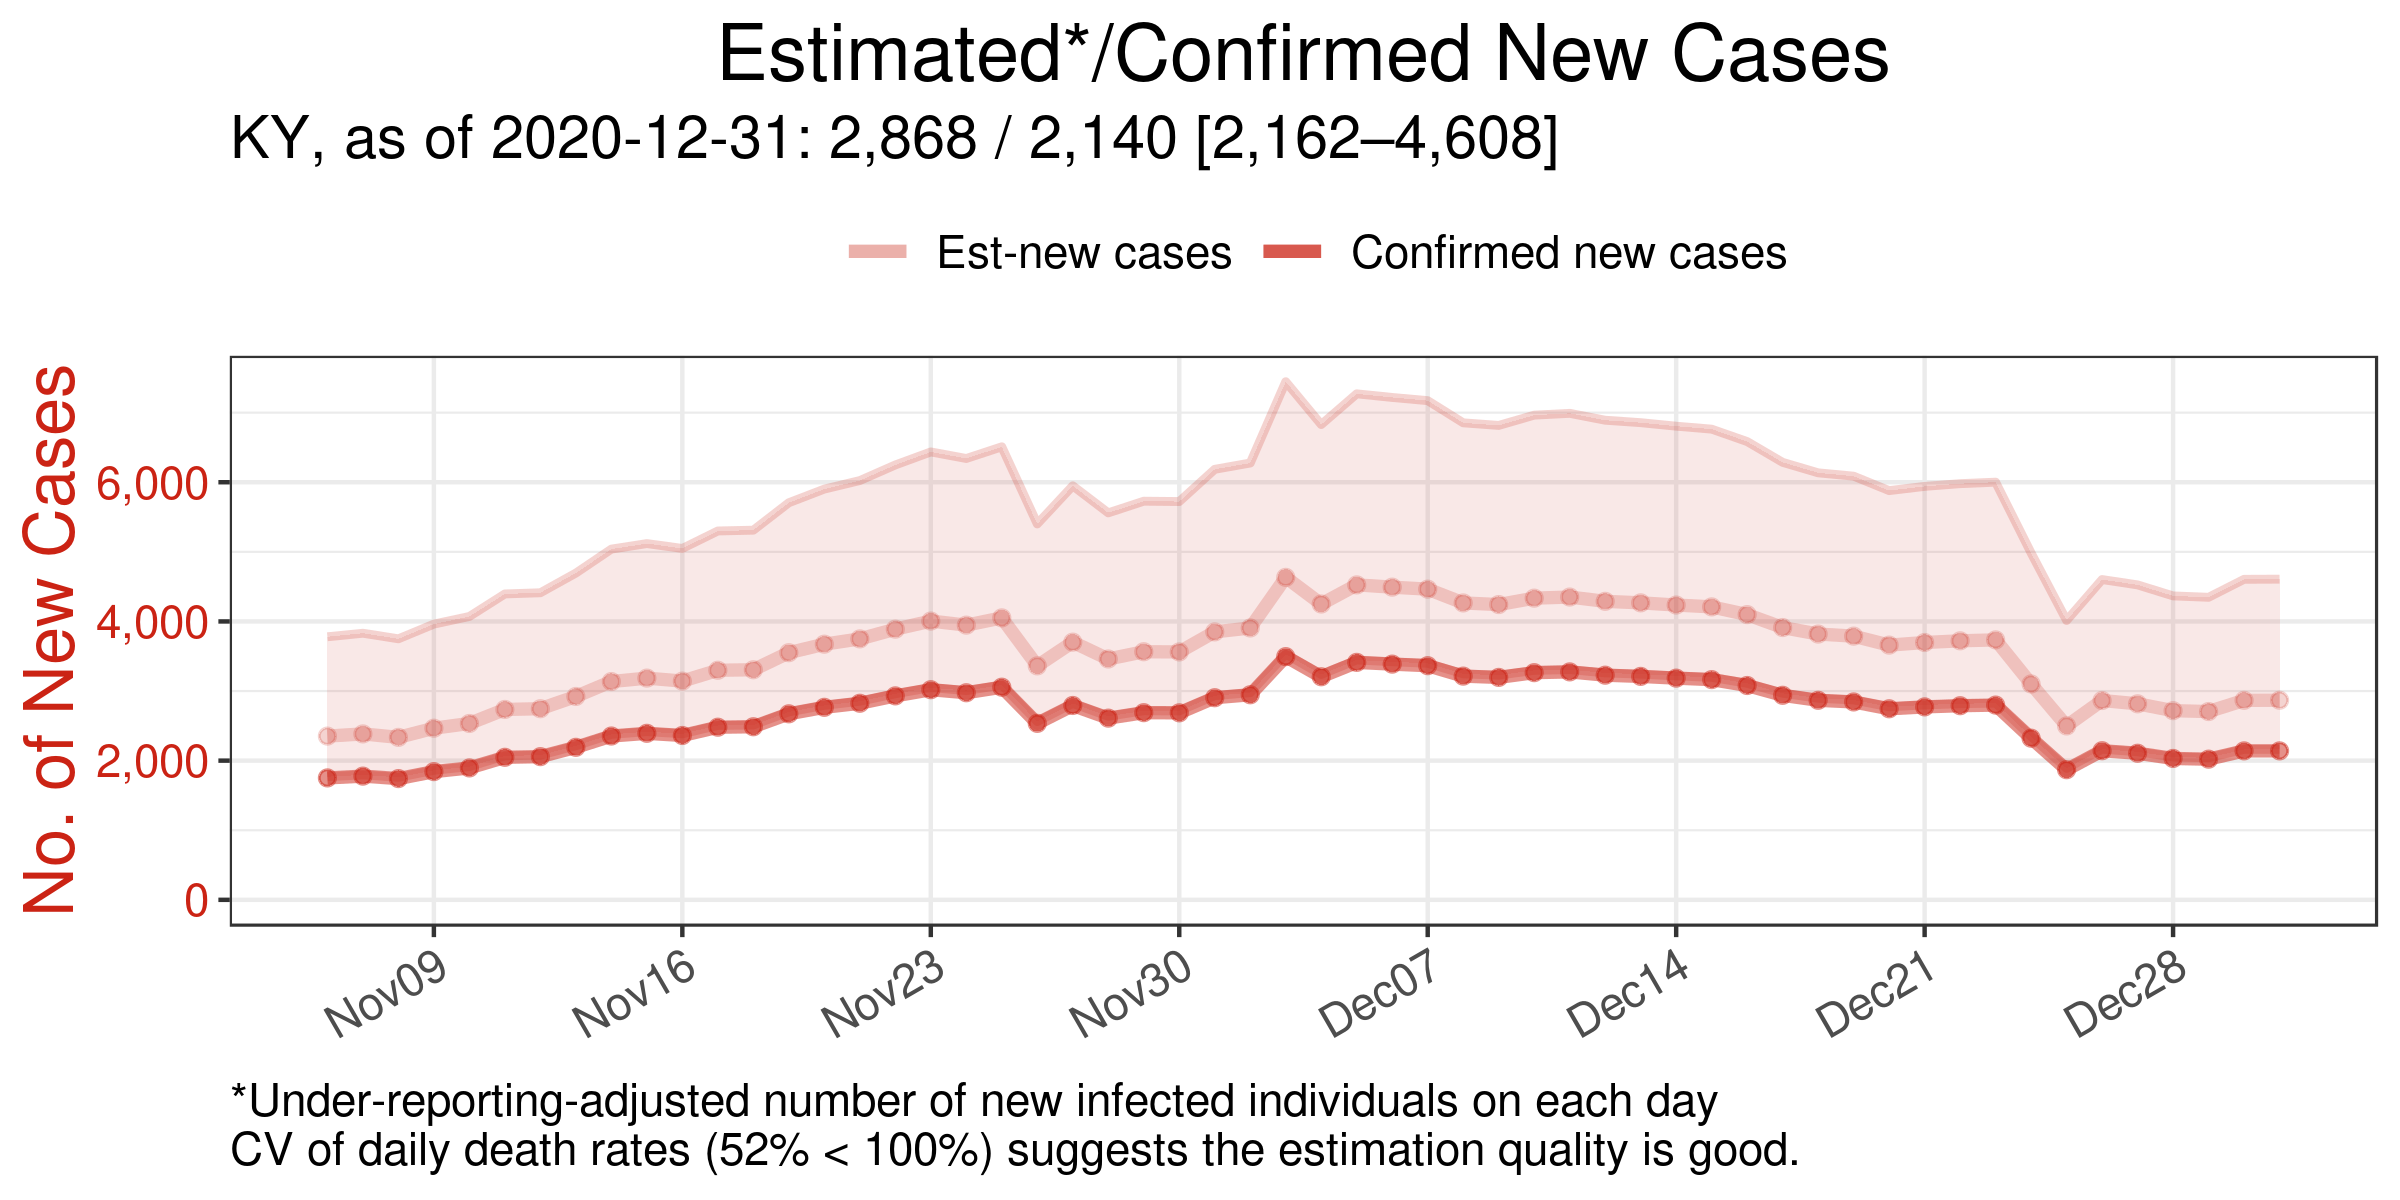 Estimated*/Confirmed New Cases
KY, as of 2020-12-31: 2,868 / 2,140 [2,162–4,608]
Est-new cases
Confirmed new cases
No. of New Cases
6,000
4,000
2,000
0
Nov09
Nov16
Nov23
Nov30
Dec07
Dec14
Dec21
Dec28
*Under-reporting-adjusted number of new infected individuals on each day
CV of daily death rates (52% < 100%) suggests the estimation quality is good.